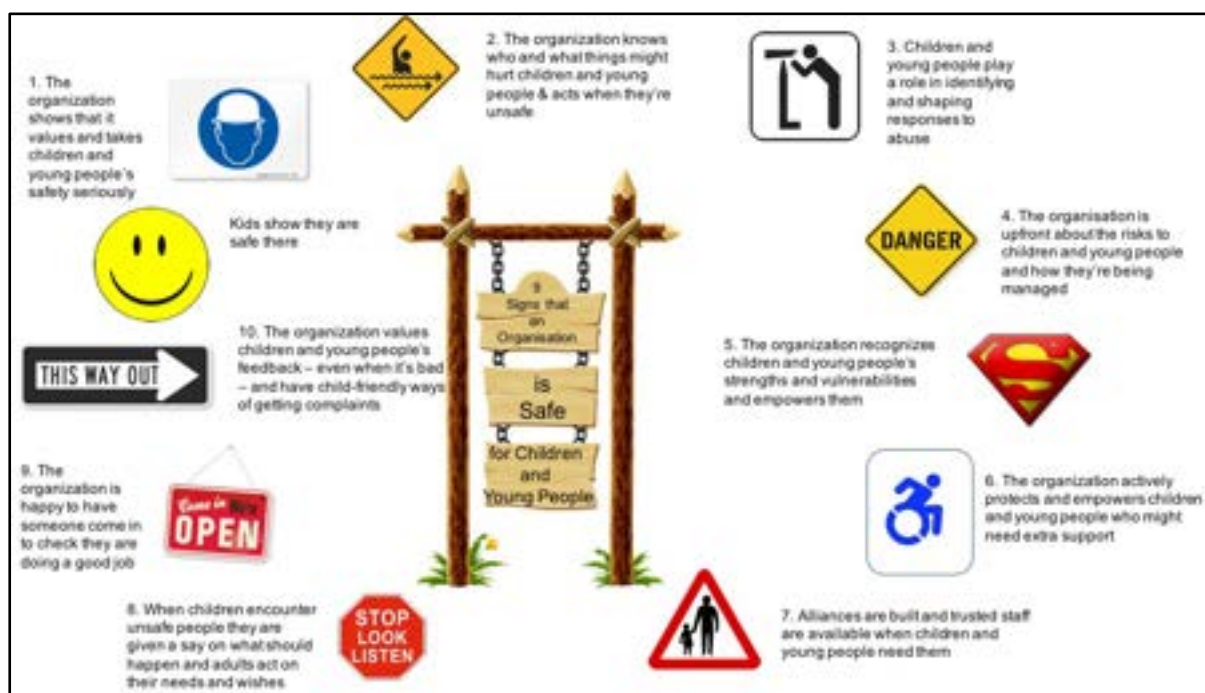 1. The
organization
shows that it
values and takes
children and
young people's
safety seriously
2. The organization knows
who and what things might
hurt children and young
people & acts when they're
unsafe
3. Children and
young people play
a role in identifying
and shaping
responses to
abuse
Kids show they are
safe there
DANGER
4. The organisation is
upfront about the risks to
children and young people
and how they're being
managed
9
Signs that
an
Organisation
is
Safe
for Children
and
Young People
THIS WAY OUT
10. The organization values
children and young people's
feedback – even when it's bad
– and have child-friendly ways
of getting complaints
5. The organization recognizes
children and young people's
strengths and vulnerabilities
and empowers them
S
9. The
organization is
happy to have
someone come in
to check they are
doing a good job
Come in We're
OPEN
6. The organization actively
protects and empowers children
and young people who might
need extra support
8. When children encounter
unsafe people they are
given a say on what should
happen and adults act on
their needs and wishes
STOP
LOOK
LISTEN
7. Alliances are built and trusted staff
are available when children and
young people need them